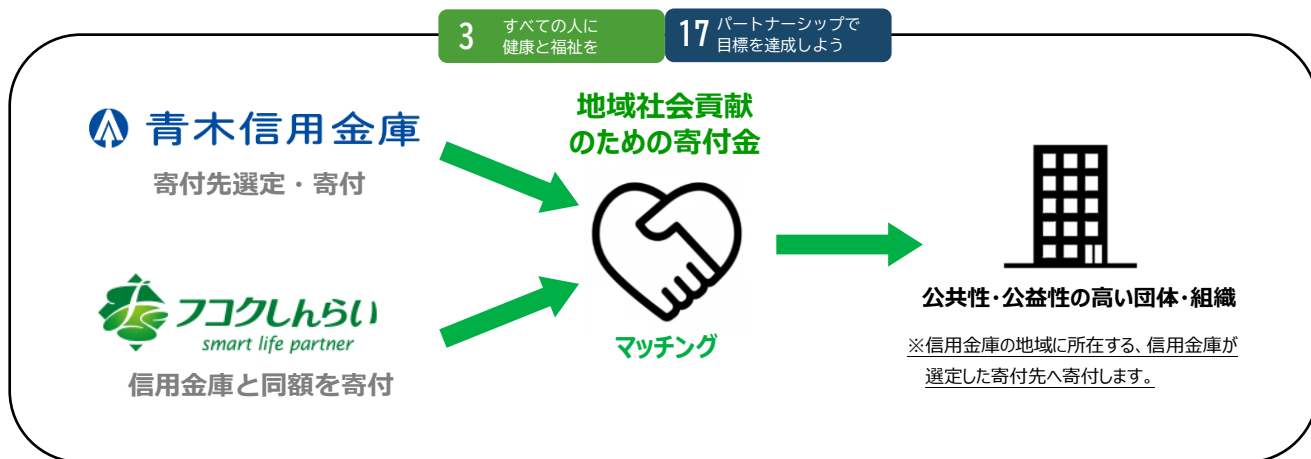 3 すべての人に
健康と福祉を
17 パートナーシップで
目標を達成しよう
青木信用金庫
寄付先選定・寄付
地域社会貢献
のための寄付金
フコクしんらい
smart life partner
信用金庫と同額を寄付
マッチング
公共性・公益性の高い団体・組織
※信用金庫の地域に所在する、信用金庫が
選定した寄付先へ寄付します。